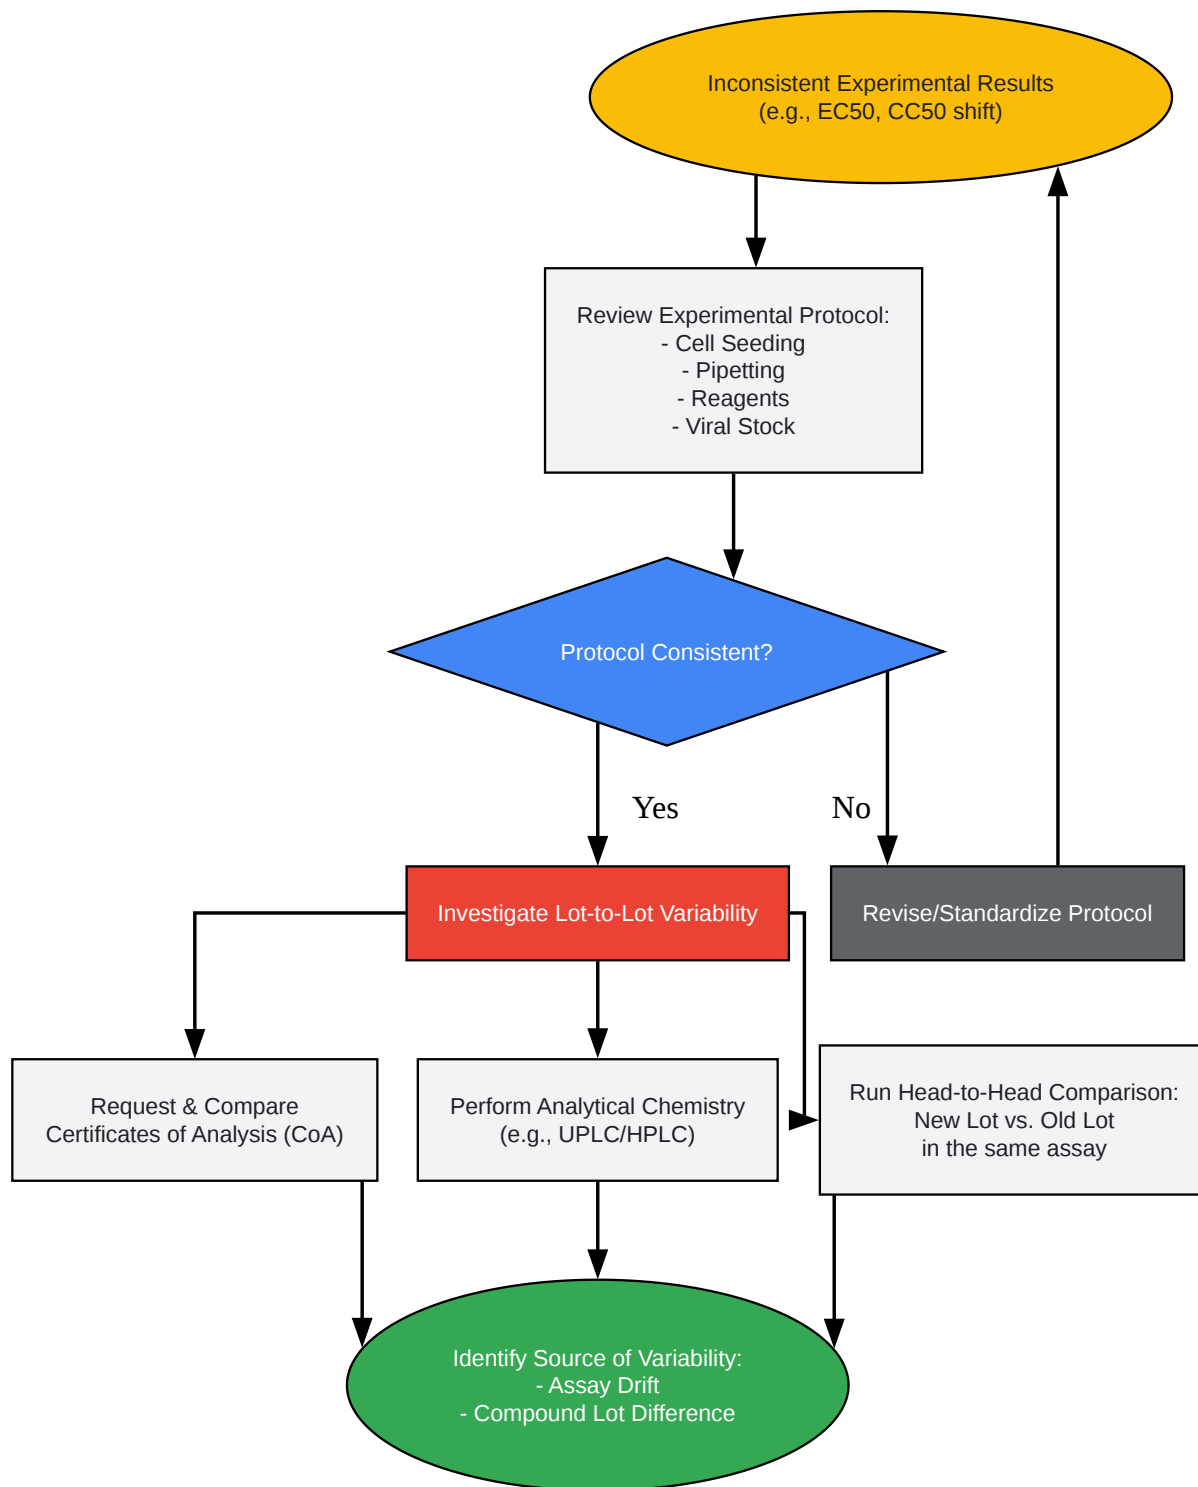 Inconsistent Experimental Results
(e.g., EC50, CC50 shift)
Review Experimental Protocol:
- Cell Seeding
- Pipetting
- Reagents
- Viral Stock
Protocol Consistent?
Yes
No
Investigate Lot-to-Lot Variability
Revise/Standardize Protocol
Request & Compare
Certificates of Analysis (CoA)
Perform Analytical Chemistry
(e.g., UPLC/HPLC)
Run Head-to-Head Comparison:
New Lot vs. Old Lot
in the same assay
Identify Source of Variability:
- Assay Drift
- Compound Lot Difference